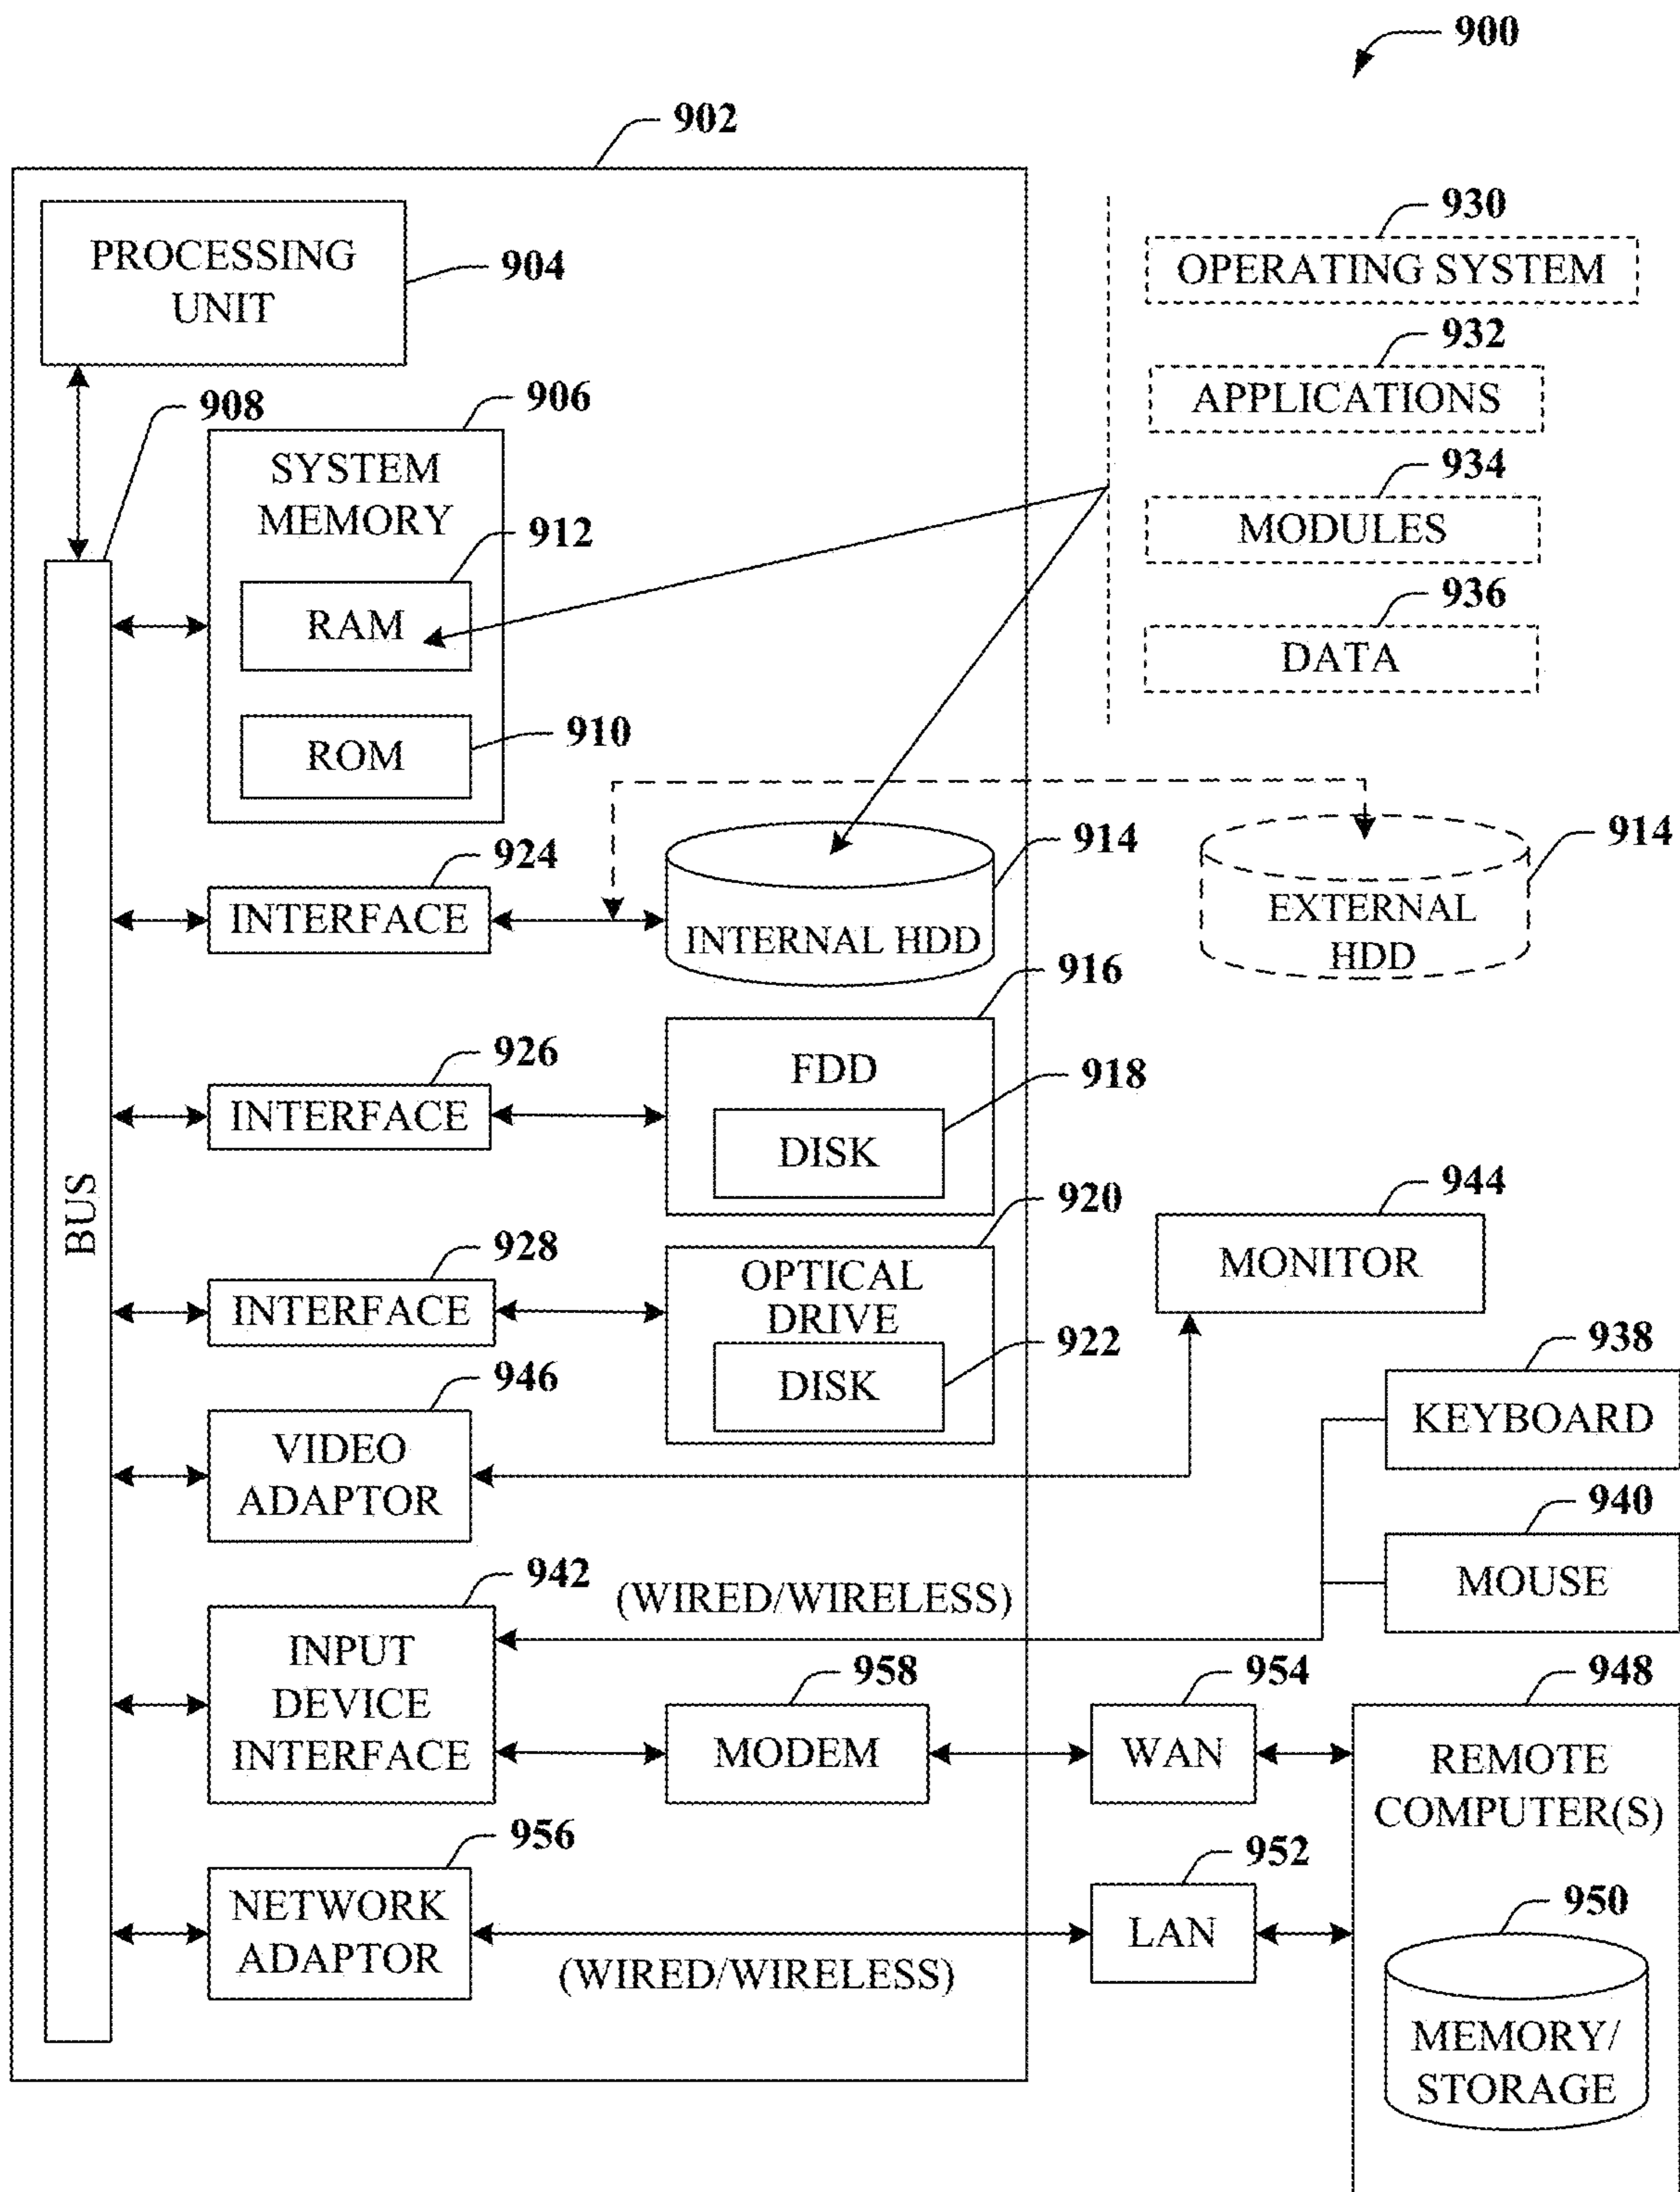 900
902
PROCESSING
UNIT
904
930
OPERATING SYSTEM
932
APPLICATIONS
934
MODULES
936
DATA
908
906
SYSTEM
MEMORY
912
RAM
910
ROM
924
INTERFACE
914
INTERNAL HDD
914
EXTERNAL
HDD
926
INTERFACE
916
FDD
918
DISK
BUS
928
INTERFACE
920
OPTICAL
DRIVE
922
DISK
944
MONITOR
946
VIDEO
ADAPTOR
938
KEYBOARD
940
MOUSE
942
INPUT
DEVICE
INTERFACE
(WIRED/WIRELESS)
958
MODEM
954
WAN
948
REMOTE
COMPUTER(S)
956
NETWORK
ADAPTOR
(WIRED/WIRELESS)
952
LAN
950
MEMORY/
STORAGE